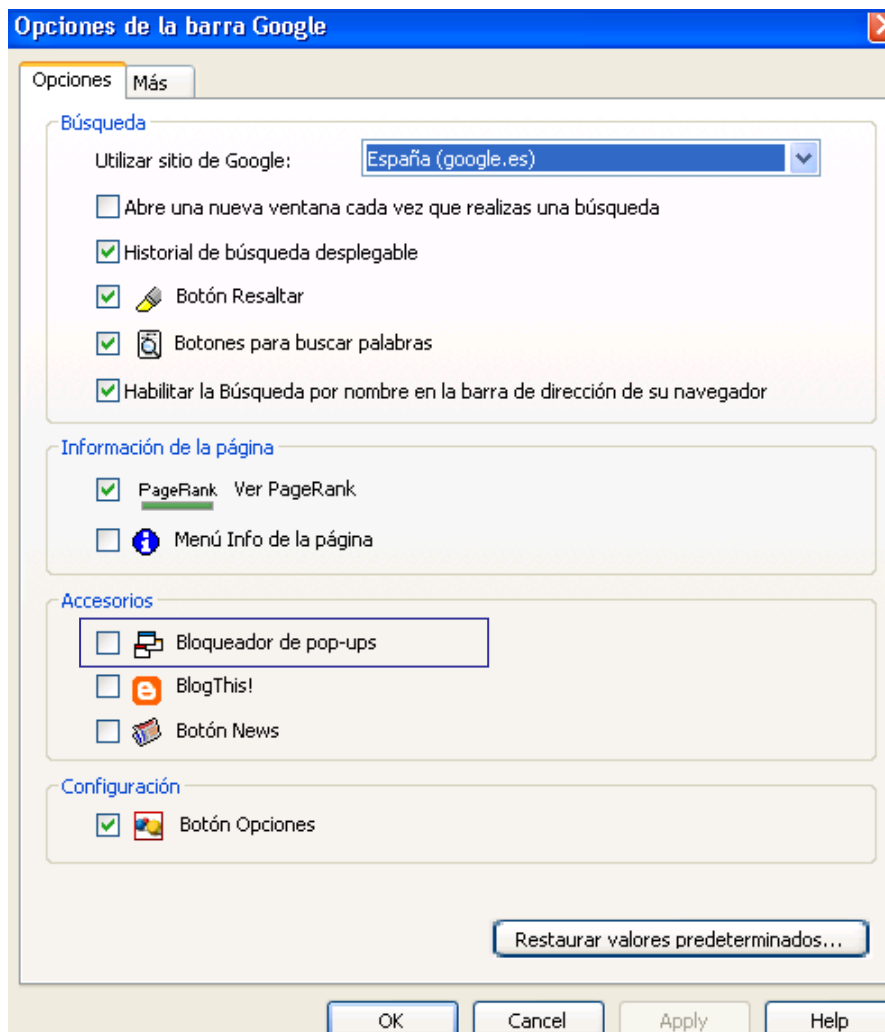 Opciones de la barra Google
Opciones Más
Búsqueda
Utilizar sitio de Google: España (google.es)
Abre una nueva ventana cada vez que realizas una búsqueda
Historial de búsqueda desplegable
Botón Resaltar
Botones para buscar palabras
Habilitar la Búsqueda por nombre en la barra de dirección de su navegador
Información de la página
PageRank Ver PageRank
Menú Info de la página
Accesorios
Bloqueador de pop-ups
BlogThis!
Botón News
Configuración
Botón Opciones
Restaurar valores predeterminados...
OK Cancel Apply Help